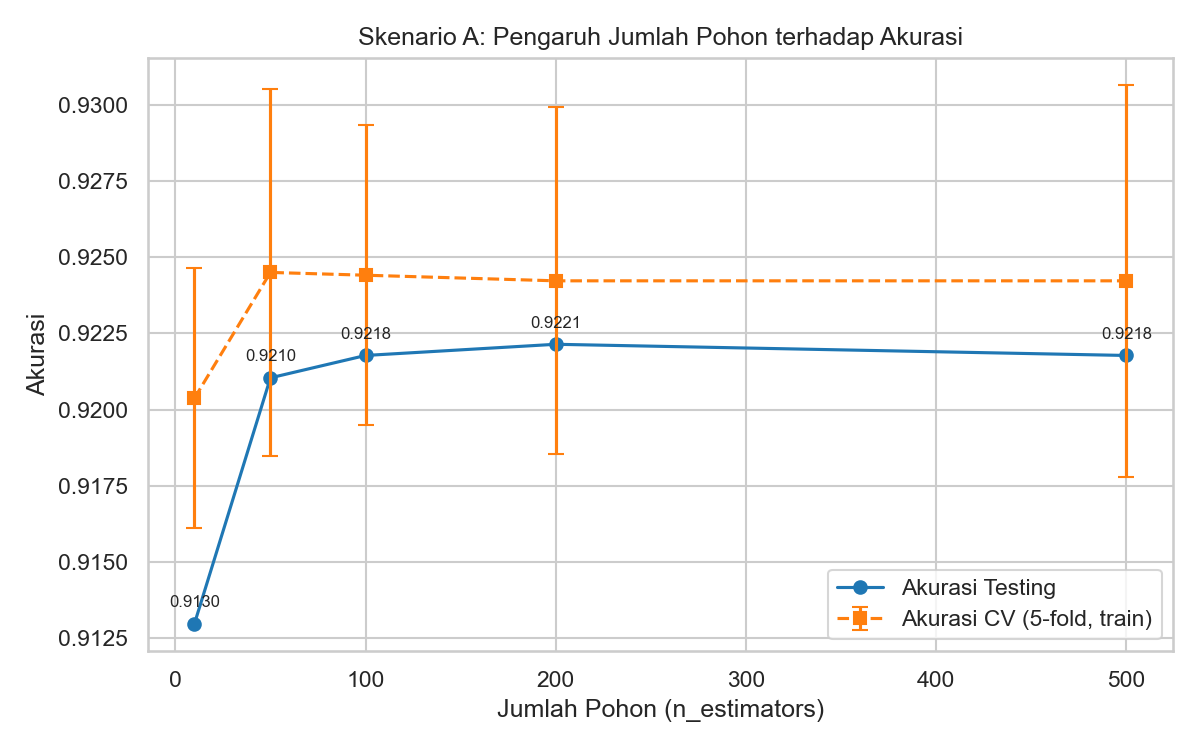 Skenario A: Pengaruh Jumlah Pohon terhadap Akurasi
Akurasi
0.9300
0.9275
0.9250
0.9225
0.9200
0.9175
0.9150
0.9125
0.9130
0.9210
0.9218
0.9221
0.9218
Akurasi Testing
Akurasi CV (5-fold, train)
0 100 200 300 400 500
Jumlah Pohon (n_estimators)